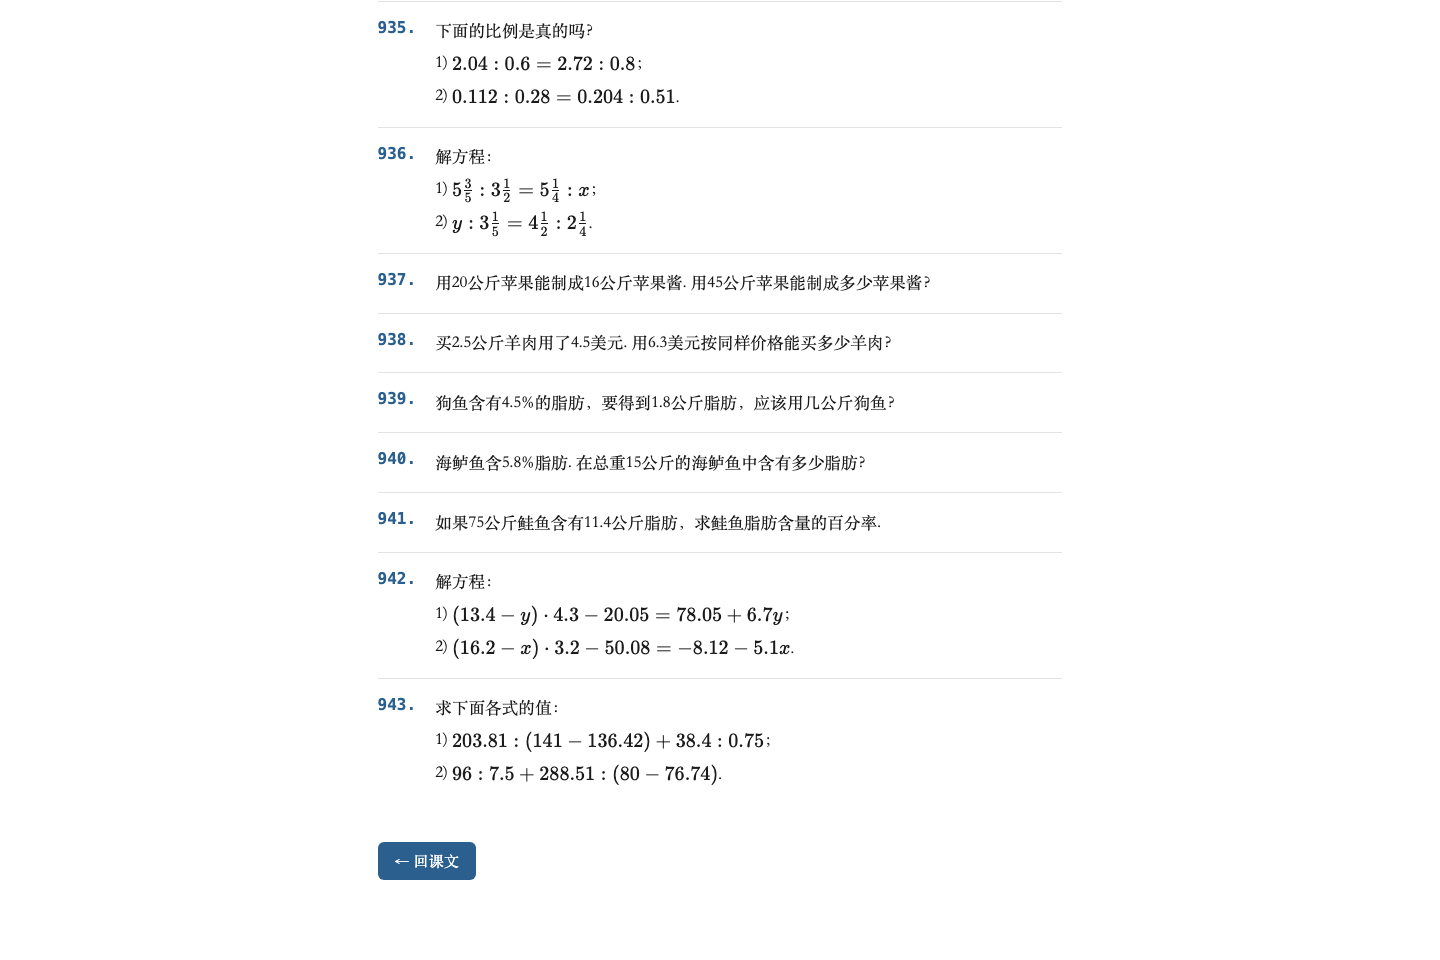 935. 下面的比例是真的吗?
1) 2.04 : 0.6 = 2.72 : 0.8;
2) 0.112 : 0.28 = 0.204 : 0.51.
936. 解方程:
1) 5 3/5 : 3 1/2 = 5 1/4 : x;
2) y : 3 1/5 = 4 1/2 : 2 1/4.
937. 用20公斤苹果能制成16公斤苹果酱. 用45公斤苹果能制成多少苹果酱?
938. 买2.5公斤羊肉用了4.5美元. 用6.3美元按同样价格能买多少羊肉?
939. 狗鱼含有4.5%的脂肪, 要得到1.8公斤脂肪, 应该用几公斤狗鱼?
940. 海鲈鱼含5.8%脂肪. 在总重15公斤的海鲈鱼中含有多少脂肪?
941. 如果75公斤鲑鱼含有11.4公斤脂肪, 求鲑鱼脂肪含量的百分率.
942. 解方程:
1) (13.4 − y) · 4.3 − 20.05 = 78.05 + 6.7y;
2) (16.2 − x) · 3.2 − 50.08 = −8.12 − 5.1x.
943. 求下面各式的值:
1) 203.81 : (141 − 136.42) + 38.4 : 0.75;
2) 96 : 7.5 + 288.51 : (80 − 76.74).
← 回课文